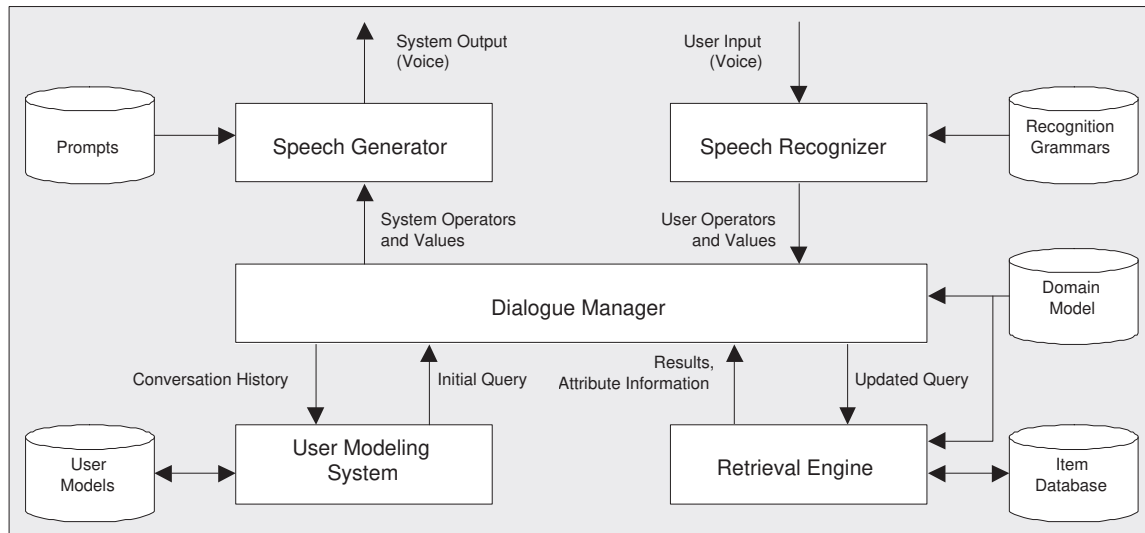 System Output
(Voice)
User Input
(Voice)
Prompts
Speech Generator
Speech Recognizer
Recognition
Grammars
System Operators
and Values
User Operators
and Values
Dialogue Manager
Domain
Model
Conversation History
Initial Query
Results,
Attribute Information
Updated Query
User
Models
User Modeling
System
Retrieval Engine
Item
Database